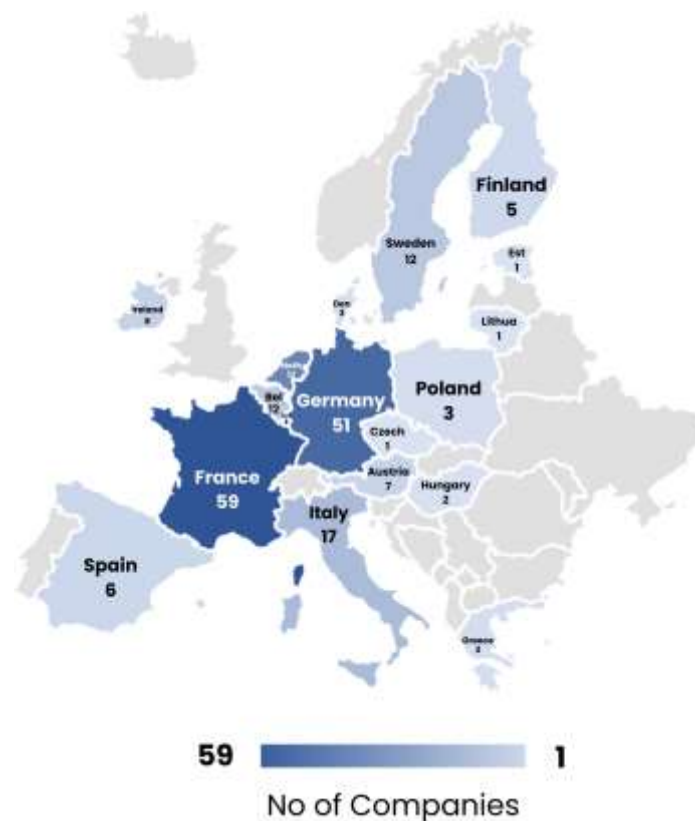 Finland
5
Sweden
12
Est
1
Ireland
Den
3
Lithua
1
Bel
12
Germany
51
Poland
3
Czech
1
France
59
Austria
7
Hungary
2
Italy
17
Spain
6
Greece
59
1
No of Companies